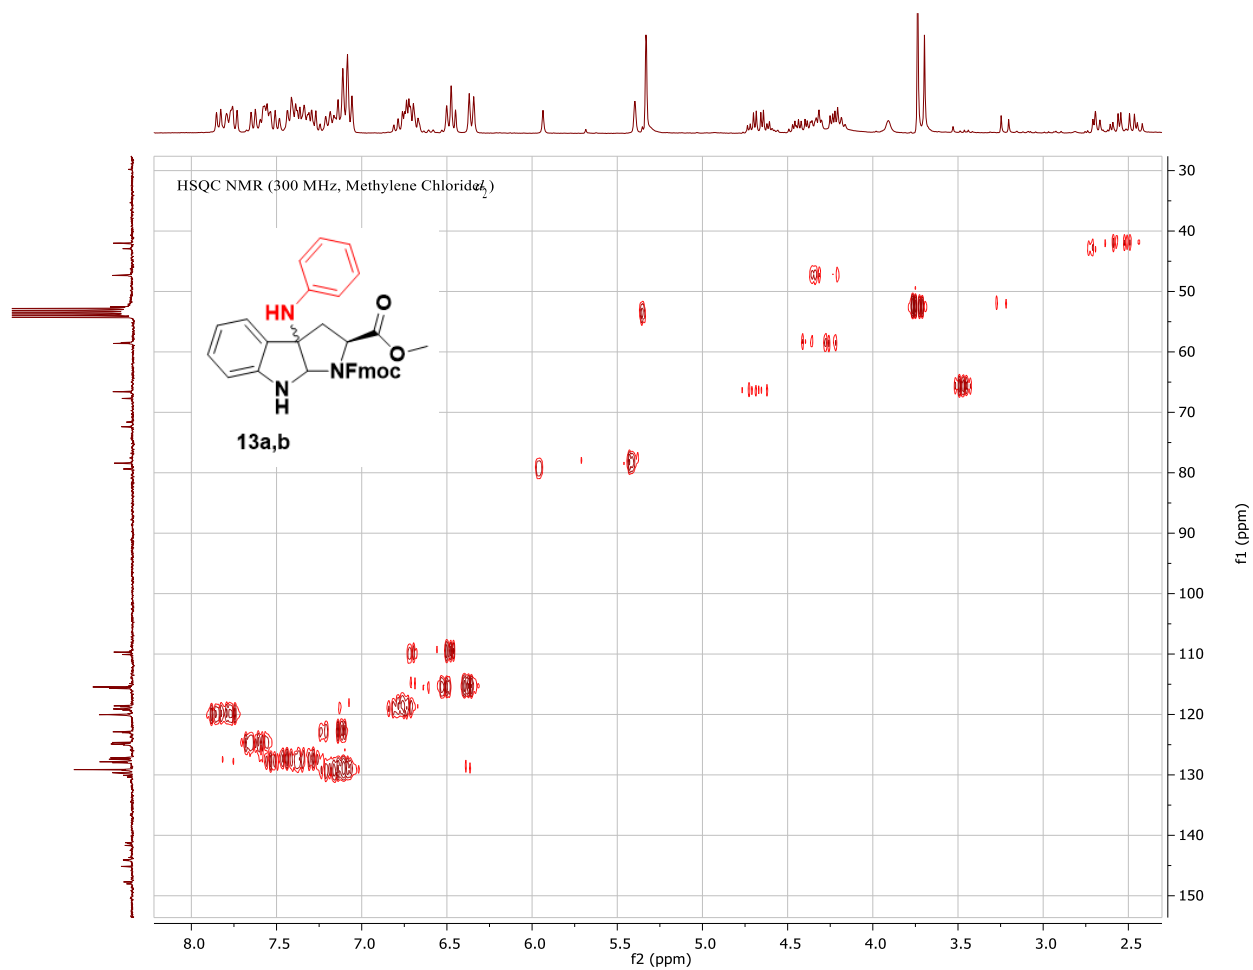 HSQC NMR (300 MHz, Methylene Chloride-d2)
HN
O
O
NFmoc
N
H
13a,b
30
40
50
60
70
80
90
100
110
120
130
140
150
f1 (ppm)
8.0 7.5 7.0 6.5 6.0 5.5 5.0 4.5 4.0 3.5 3.0 2.5
f2 (ppm)